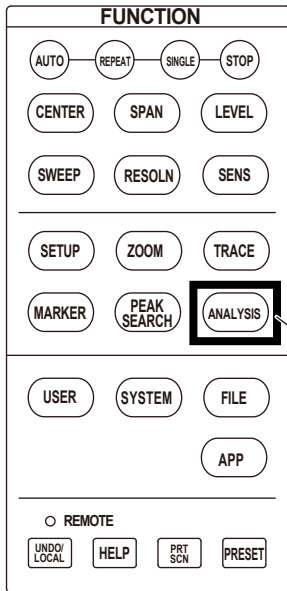 FUNCTION
AUTO REPEAT SINGLE STOP
CENTER SPAN LEVEL
SWEEP RESOLN SENS
SETUP ZOOM TRACE
MARKER PEAK SEARCH ANALYSIS
USER SYSTEM FILE
APP
REMOTE
UNDO/ LOCAL HELP PRT SCN PRESET